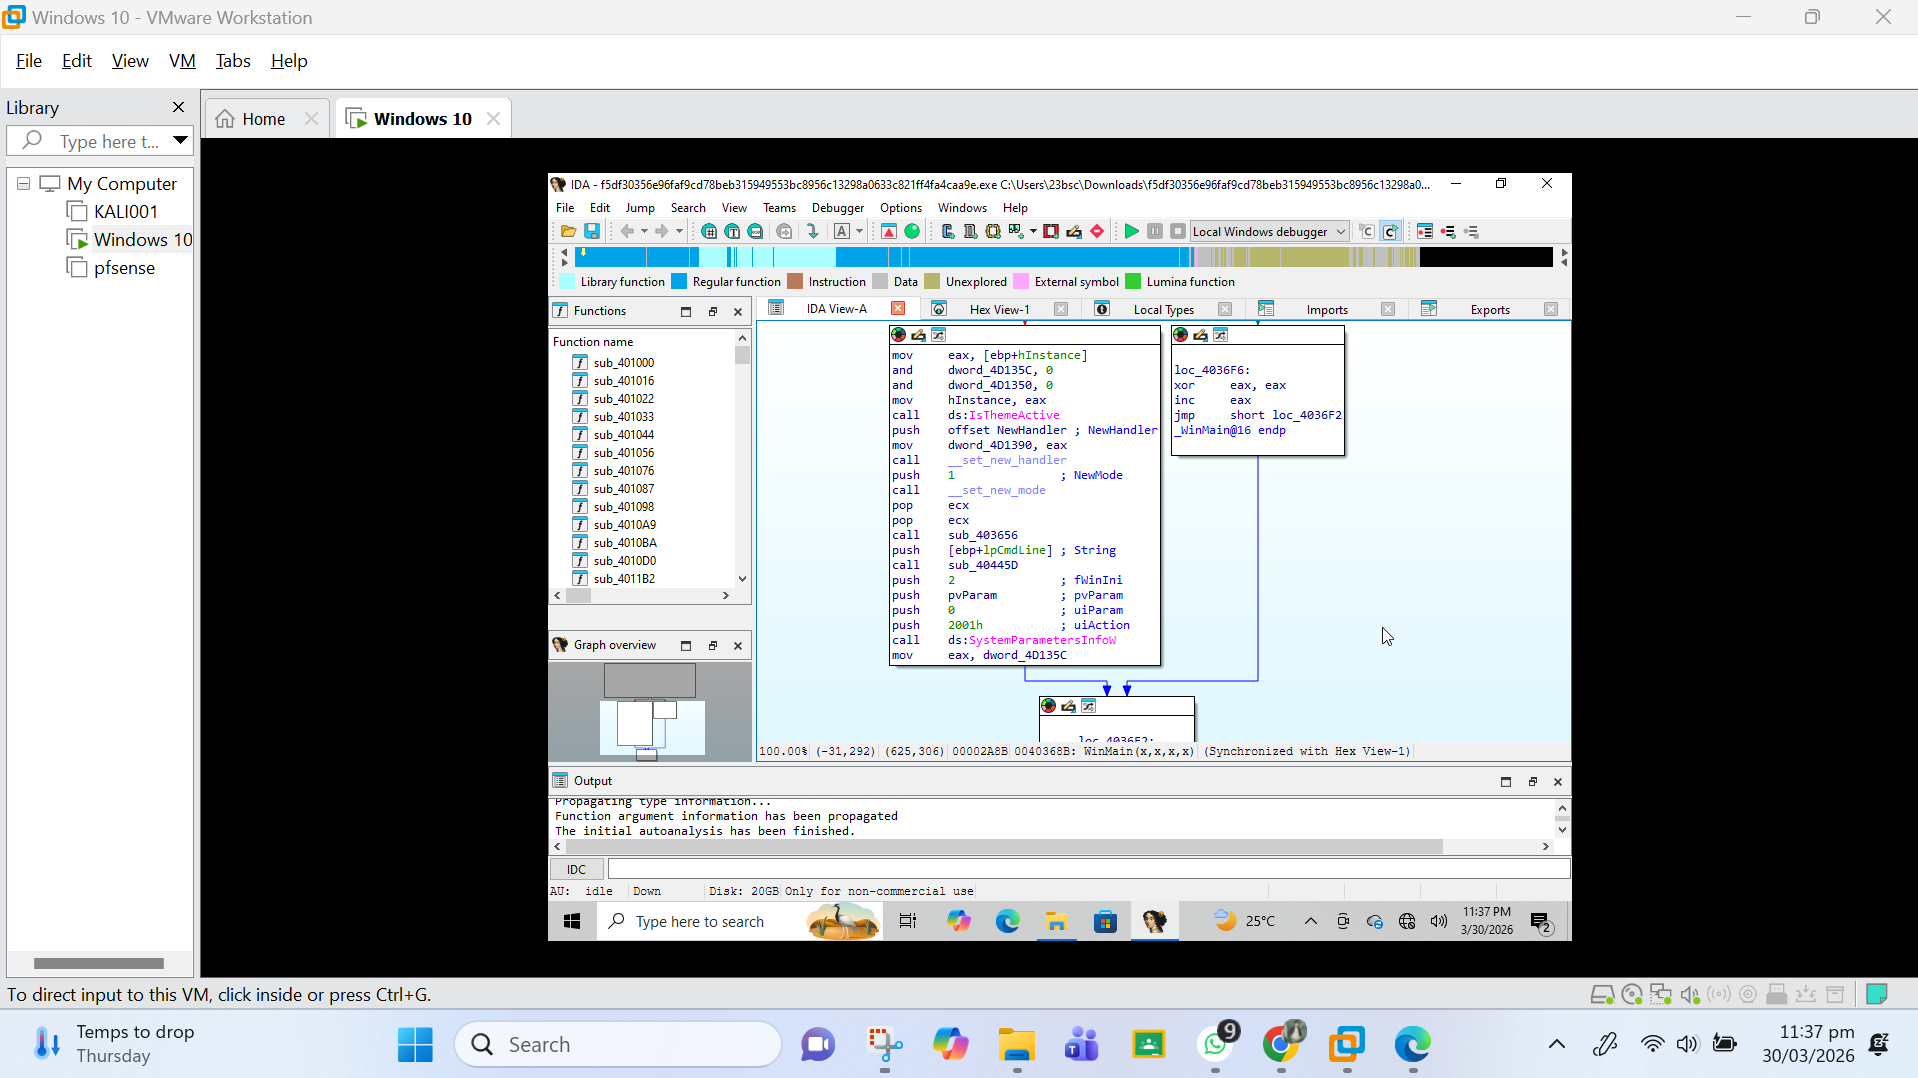 Windows 10 - VMware Workstation
File Edit View VM Tabs Help
Library
Type here t...
My Computer
KALI001
Windows 10
pfsense
Home
Windows 10
IDA - f5df30356e96faf9cd78beb315949553bc8956c13298a0633c821ff4fa4caa9e.exe C:\Users\23bsc\Downloads\f5df30356e96faf9cd78beb315949553bc8956c13298a0...
File Edit Jump Search View Teams Debugger Options Windows Help
Local Windows debugger
Library function Regular function Instruction Data Unexplored External symbol Lumina function
Functions
Function name
sub_401000
sub_401016
sub_401022
sub_401033
sub_401044
sub_401056
sub_401076
sub_401087
sub_401098
sub_4010A9
sub_4010BA
sub_4010D0
sub_4011B2
Graph overview
IDA View-A Hex View-1 Local Types Imports Exports
mov eax, [ebp+hInstance]
and dword_4D135C, 0
and dword_4D1350, 0
mov hInstance, eax
call ds:IsThemeActive
push offset NewHandler ; NewHandler
mov dword_4D1390, eax
call __set_new_handler
push 1 ; NewMode
call __set_new_mode
pop ecx
pop ecx
call sub_403656
push [ebp+lpCmdLine] ; String
call sub_40445D
push 2 ; fWinIni
push pvParam ; pvParam
push 0 ; uiParam
push 2001h ; uiAction
call ds:SystemParametersInfoW
mov eax, dword_4D135C
loc_4036F6:
xor eax, eax
inc eax
jmp short loc_4036F2
_WinMain@16 endp
loc_4036F2:
100.00% (-31,292) (625,306) 00002A8B 0040368B: WinMain(x,x,x,x) (Synchronized with Hex View-1)
Output
Propagating type information...
Function argument information has been propagated
The initial autoanalysis has been finished.
IDC
AU: idle Down Disk: 20GB Only for non-commercial use
Type here to search
25°C
11:37 PM
3/30/2026
2
To direct input to this VM, click inside or press Ctrl+G.
Temps to drop
Thursday
Search
9
11:37 pm
30/03/2026